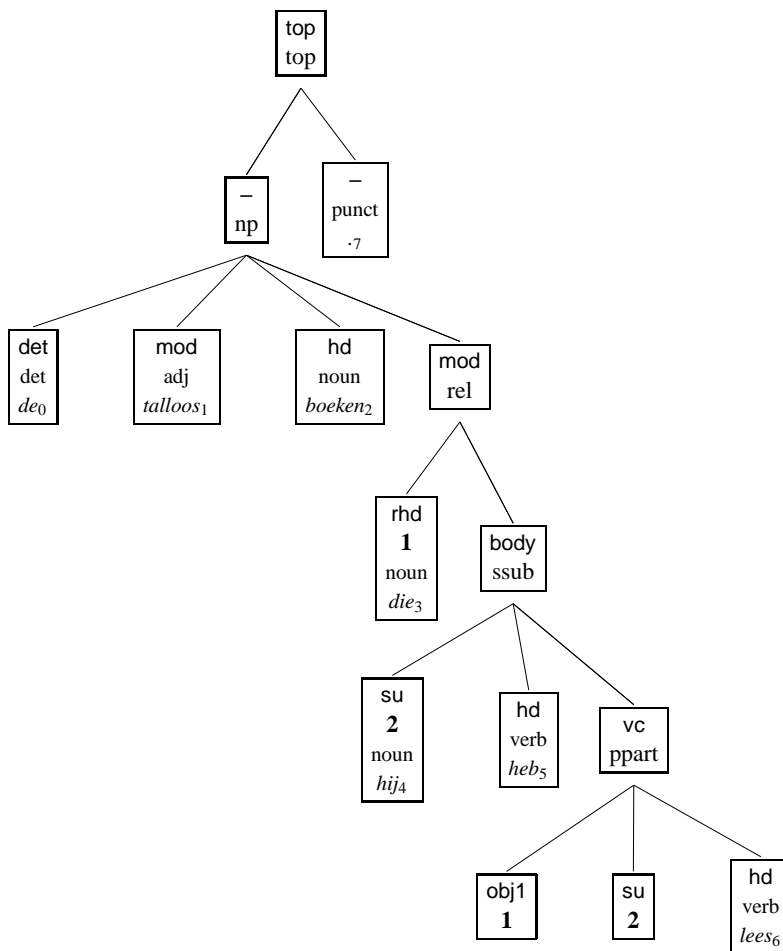 top
top
–
np
–
punct
.7
det
det
de0
mod
adj
talloos1
hd
noun
boeken2
mod
rel
rhd
1
noun
die3
body
ssub
su
2
noun
hij4
hd
verb
heb5
vc
ppart
obj1
1
su
2
hd
verb
lees6